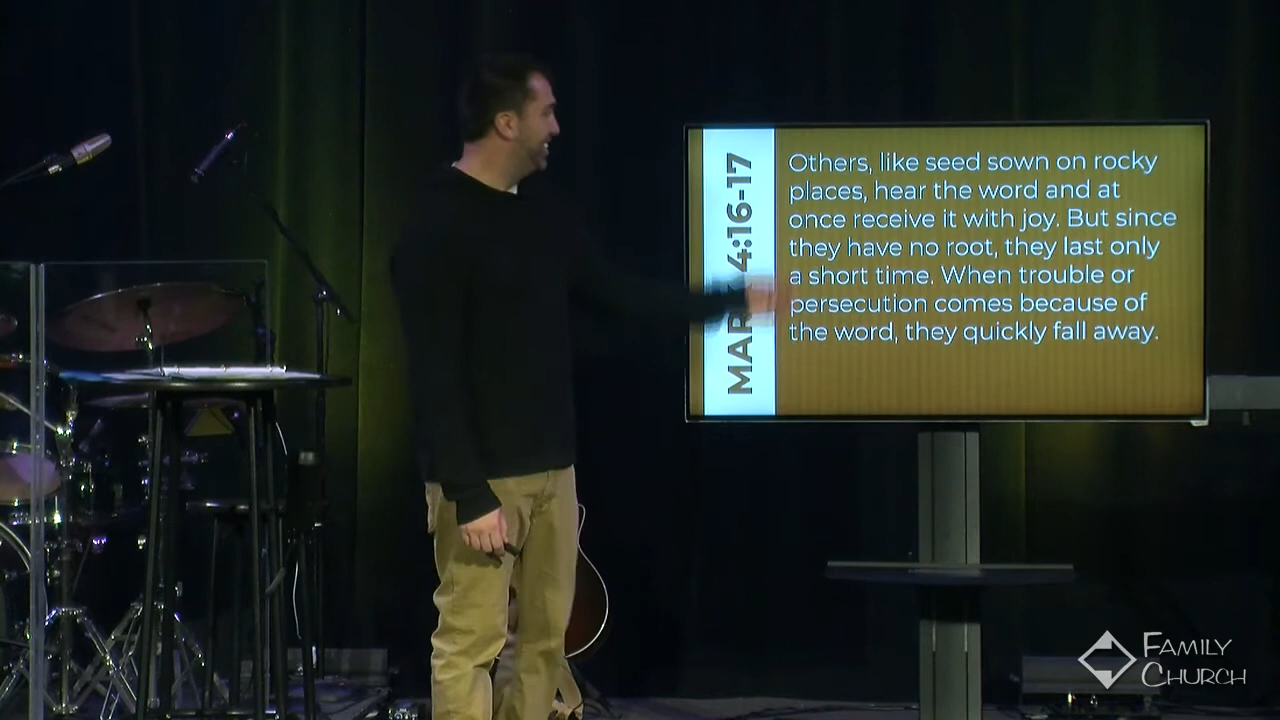 MARK 4:16-17
Others, like seed sown on rocky
places, hear the word and at
once receive it with joy. But since
they have no root, they last only
a short time. When trouble or
persecution comes because of
the word, they quickly fall away.
FAMILY
CHURCH